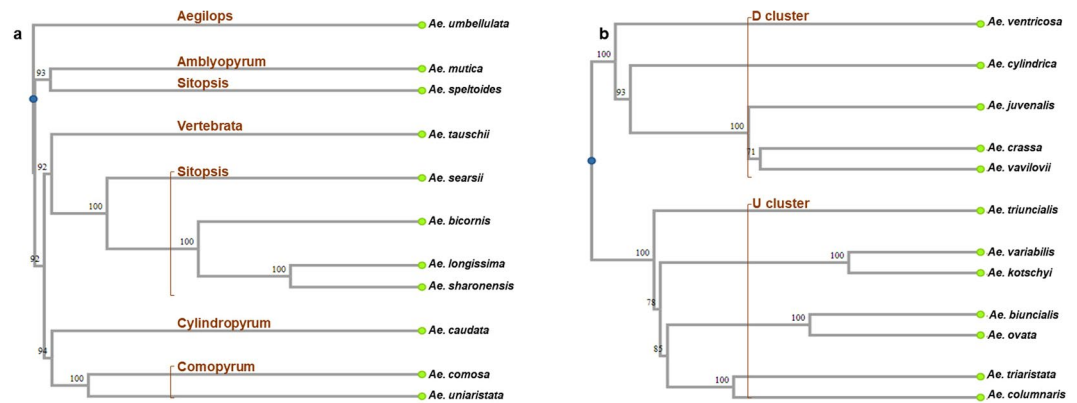 a
Aegilops
Ae. umbellulata
93
Amblyopyrum
Ae. mutica
Sitopsis
Ae. speltoides
Vertebrata
Ae. tauschii
92
Sitopsis
Ae. searsii
100
Ae. bicornis
100
Ae. longissima
100
Ae. sharonensis
92
Cylindropyrum
Ae. caudata
94
Comopyrum
Ae. comosa
100
Ae. uniaristata
b
D cluster
Ae. ventricosa
100
Ae. cylindrica
93
Ae. juvenalis
100
Ae. crassa
71
Ae. vavilovii
U cluster
Ae. triuncialis
100
Ae. variabilis
100
Ae. kotschyi
78
Ae. biuncialis
100
Ae. ovata
85
Ae. triaristata
100
Ae. columnaris